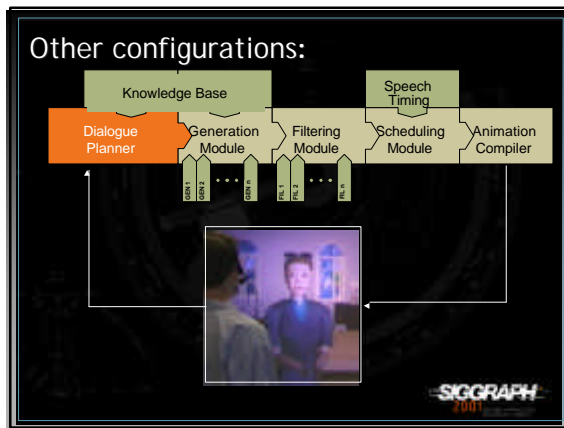 Other configurations:
Knowledge Base
Speech
Timing
Dialogue
Planner
Generation
Module
Filtering
Module
Scheduling
Module
Animation
Compiler
GEN 1
GEN 2
GEN n
FIL 1
FIL 2
FIL n
SIGGRAPH
2001